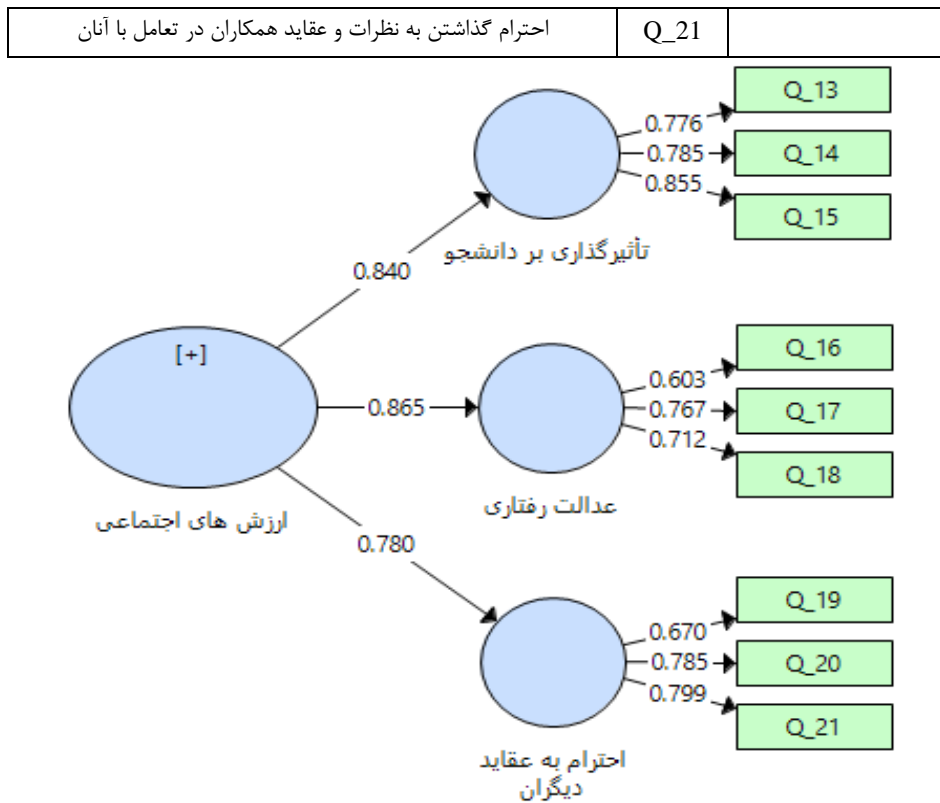 احترام گذاشتن به نظرات و عقاید همکاران در تعامل با آنان
Q_21
Q_13
0.776
Q_14
0.785
Q_15
0.855
تأثیرگذاری بر دانشجو
0.840
[+]
Q_16
0.603
Q_17
0.767
0.865
Q_18
0.712
عدالت رفتاری
ارزش های اجتماعی
0.780
Q_19
0.670
Q_20
0.785
Q_21
0.799
احترام به عقاید
دیگران